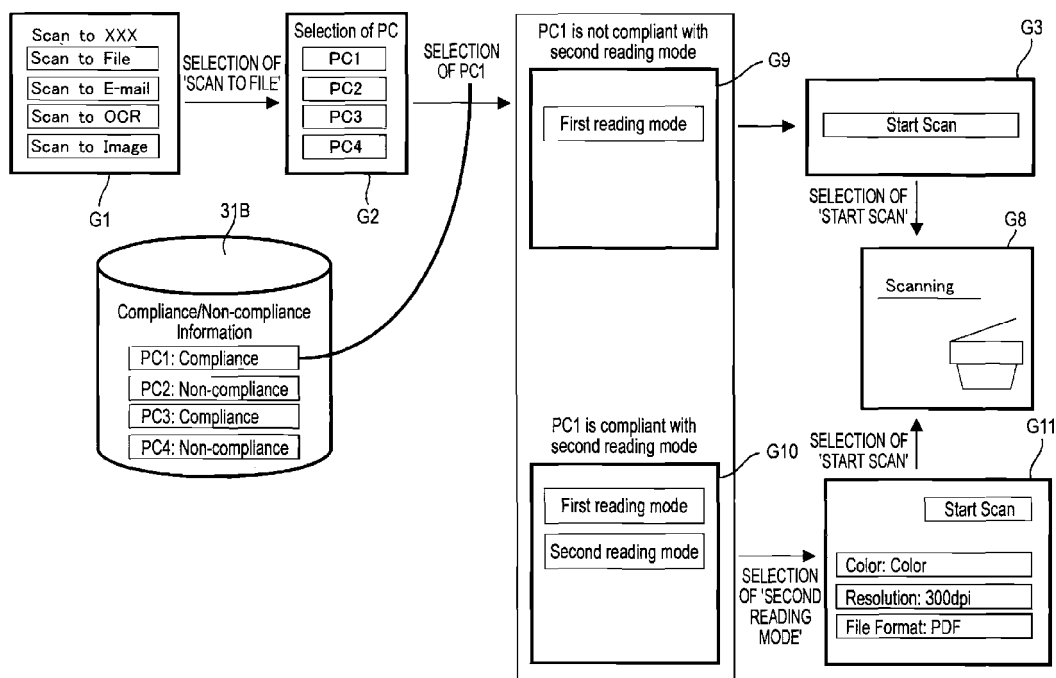 Scan to XXX
Scan to File
Scan to E-mail
Scan to OCR
Scan to Image
G1
SELECTION OF
'SCAN TO FILE'
Selection of PC
PC1
PC2
PC3
PC4
G2
SELECTION
OF PC1
31B
Compliance/Non-compliance
Information
PC1: Compliance
PC2: Non-compliance
PC3: Compliance
PC4: Non-compliance
PC1 is not compliant with
second reading mode
G9
First reading mode
G3
Start Scan
SELECTION OF
'START SCAN'
G8
Scanning
PC1 is compliant with
second reading mode
G10
First reading mode
Second reading mode
SELECTION
OF 'SECOND
READING
MODE'
SELECTION OF
'START SCAN'
G11
Start Scan
Color: Color
Resolution: 300dpi
File Format: PDF